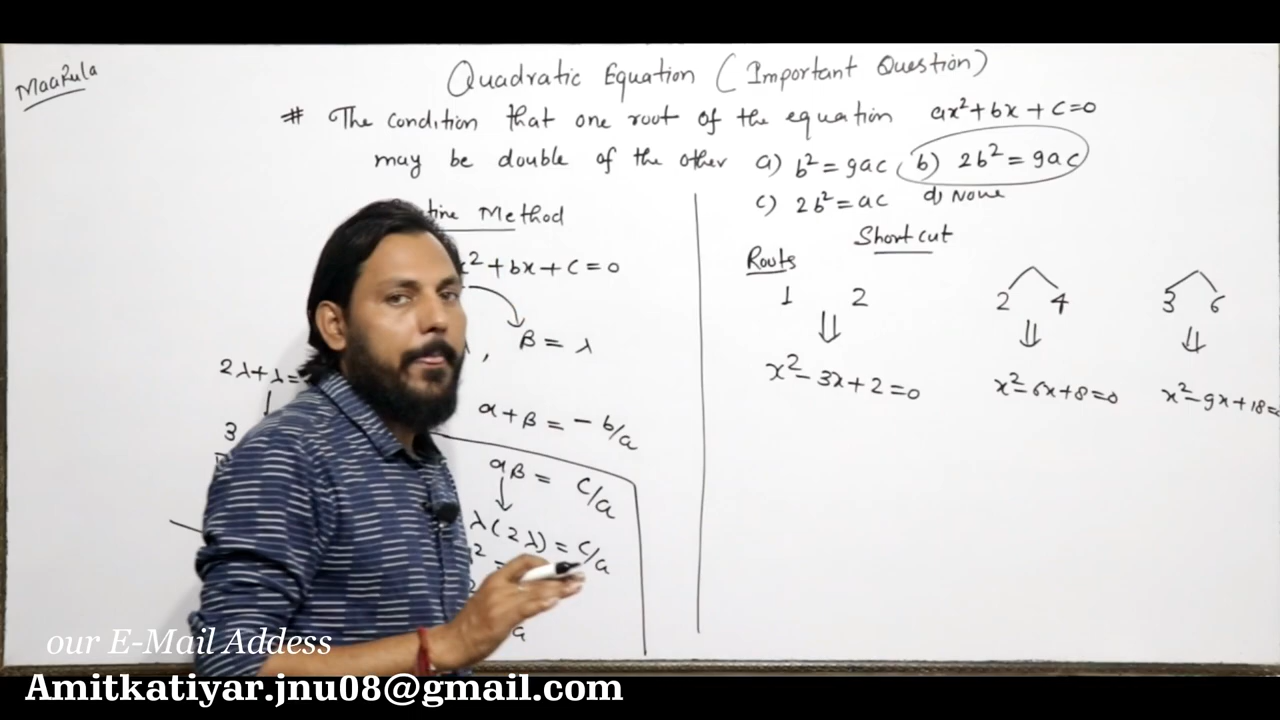 Maarula
Quadratic Equation (Important Question)
# The condition that one root of the equation ax²+bx+c=0
may be double of the other a) b²=9ac b) 2b²=9ac
c) 2b²=ac d) None
Method
x²+bx+c=0
β=λ
2λ+λ=
3
α+β=-b/a
αβ=c/a
λ(2λ)=c/a
a
Short cut
Routs
1 2
2 4
3 6
x²-3x+2=0
x²-6x+8=0
x²-9x+18=
our E-Mail Addess
Amitkatiyar.jnu08@gmail.com